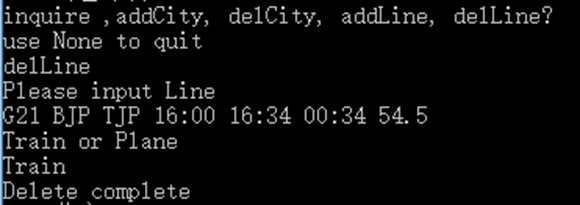 inquire ,addCity, delCity, addLine, delLine?
use None to quit
delLine
Please input Line
G21 BJP TJP 16:00 16:34 00:34 54.5
Train or Plane
Train
Delete complete